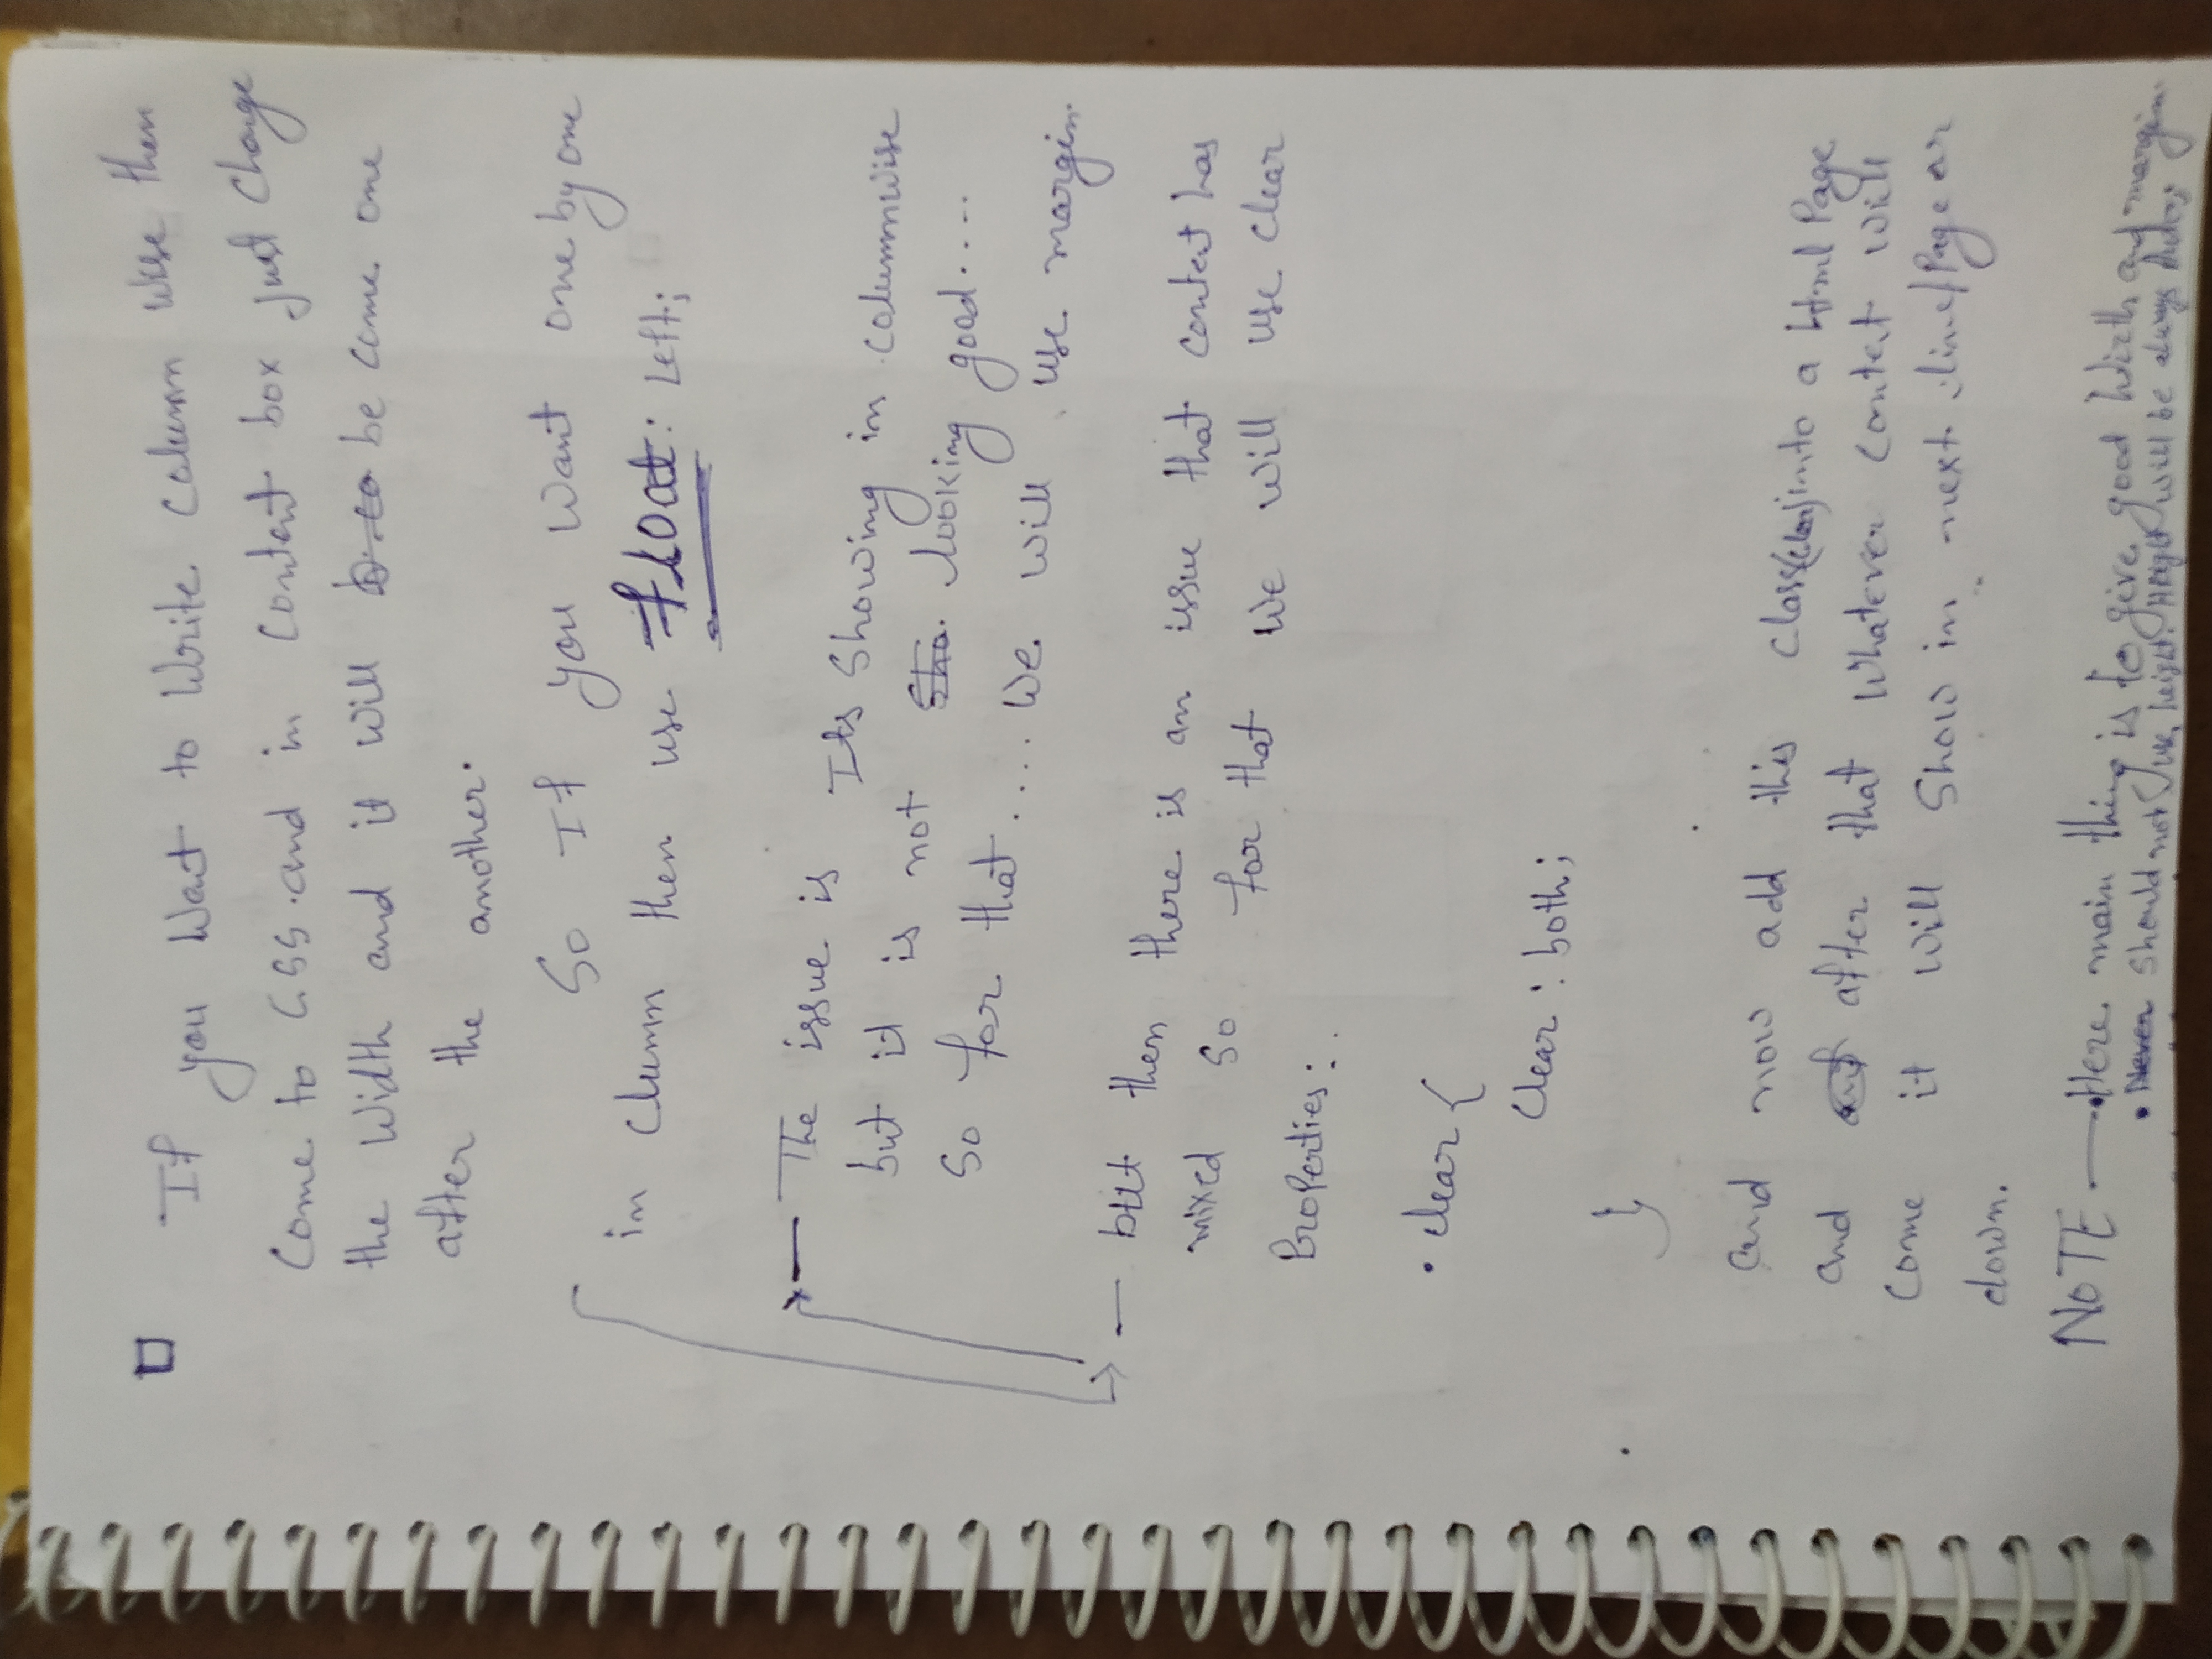 If you Wat to Write colum wise then
Come to CSS and in Content box just change
the width and it will be come one
after the another.
So If you want one by one
in clumn then use float: Left;
— The issue is Its showing in columnwise
but it is not looking good....
So for that .... We will use margin.
— but then there is an issue that content has
mixed so for that we will use clear
Properties:
.clear {
clear: both;
}
and now add this class(clear) into a html Page
and after that whatever content will
come it will show in next line/Page or
down.
NOTE — .Here main thing is to give good width and margin.
. Never should not use height. Height will be always